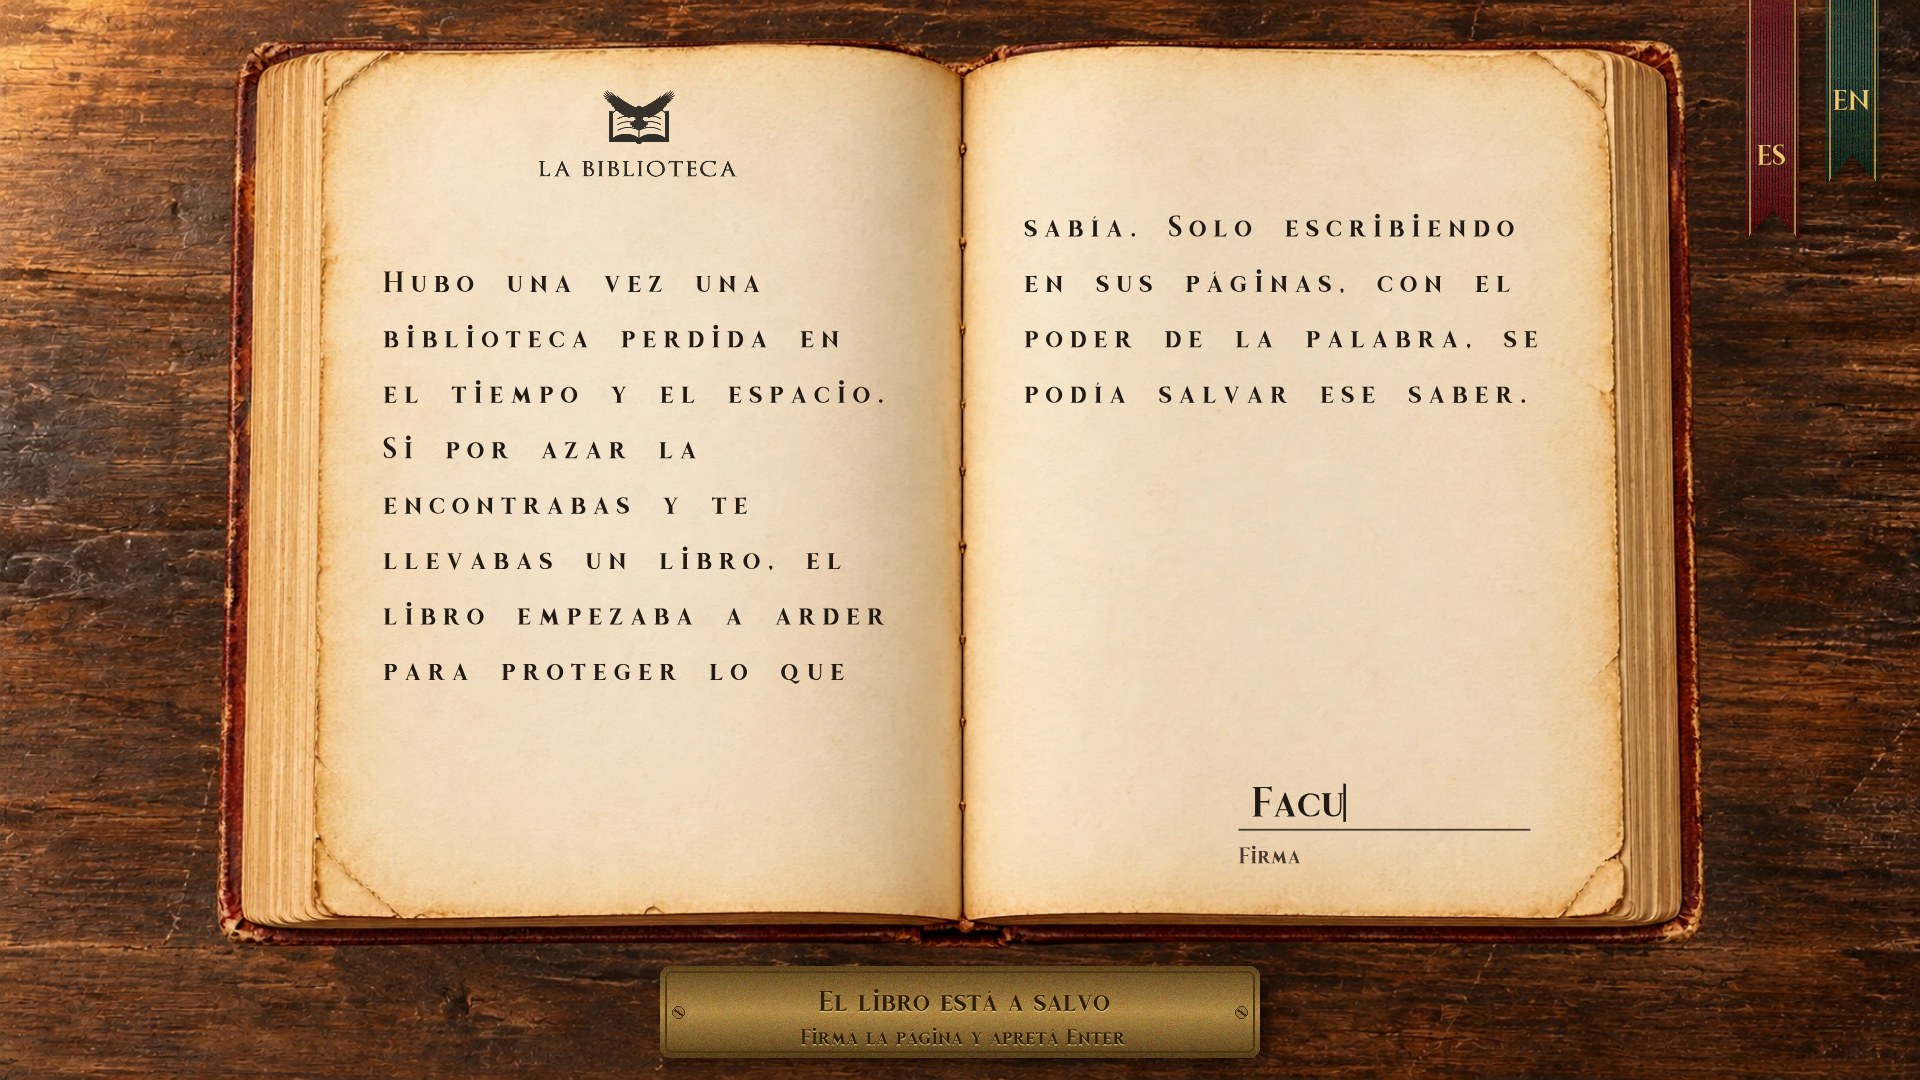 LA BIBLIOTECA
Hubo una vez una
biblioteca perdida en
el tiempo y el espacio.
Si por azar la
encontrabas y te
llevabas un libro, el
libro empezaba a arder
para proteger lo que
sabía. Solo escribiendo
en sus páginas, con el
poder de la palabra, se
podía salvar ese saber.
Facu
Firma
ES
EN
El libro está a salvo
Firmá la página y apretá Enter